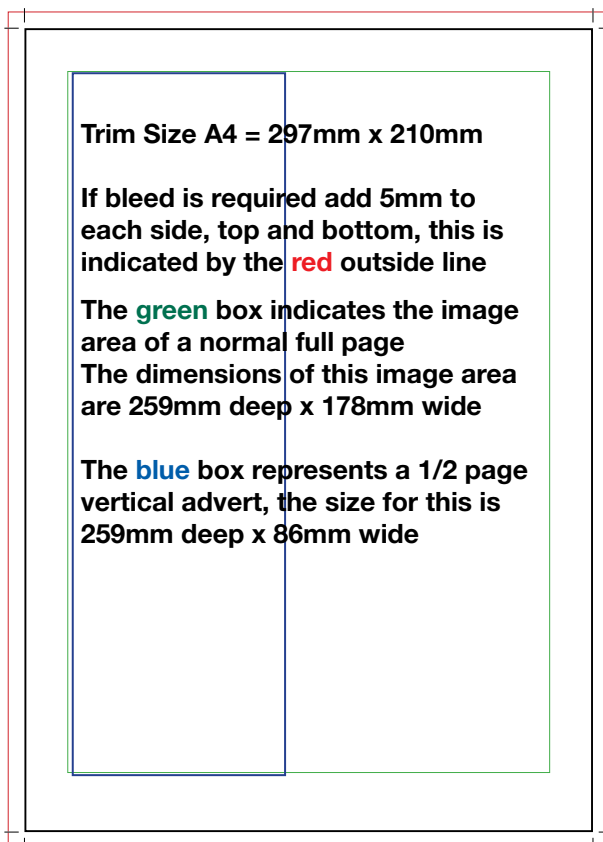 Trim Size A4 = 297mm x 210mm
If bleed is required add 5mm to
each side, top and bottom, this is
indicated by the red outside line
The green box indicates the image
area of a normal full page
The dimensions of this image area
are 259mm deep x 178mm wide
The blue box represents a 1/2 page
vertical advert, the size for this is
259mm deep x 86mm wide